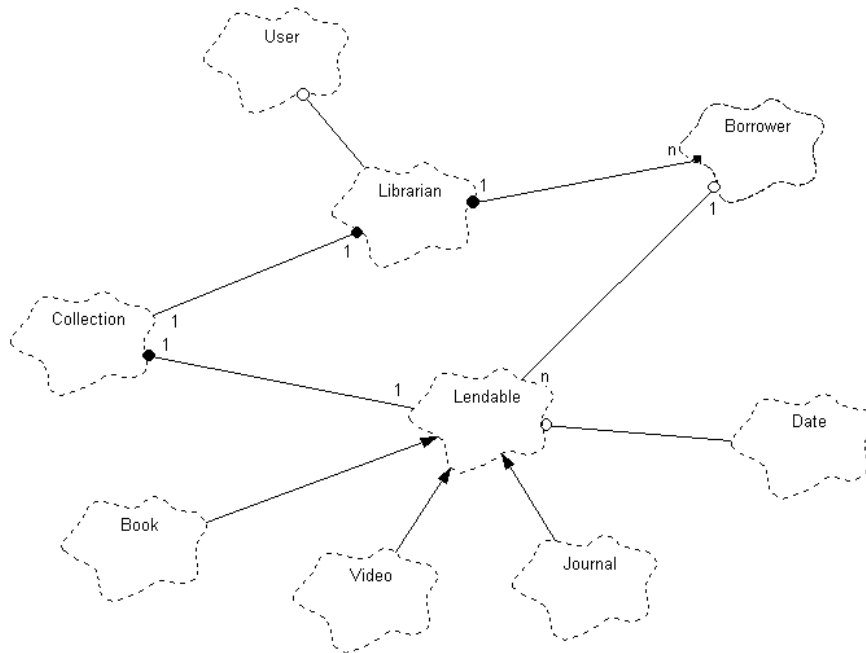 User
Borrower
n
1
Librarian
1
1
1
Collection
1
1
n
Lendable
Date
Book
Video
Journal